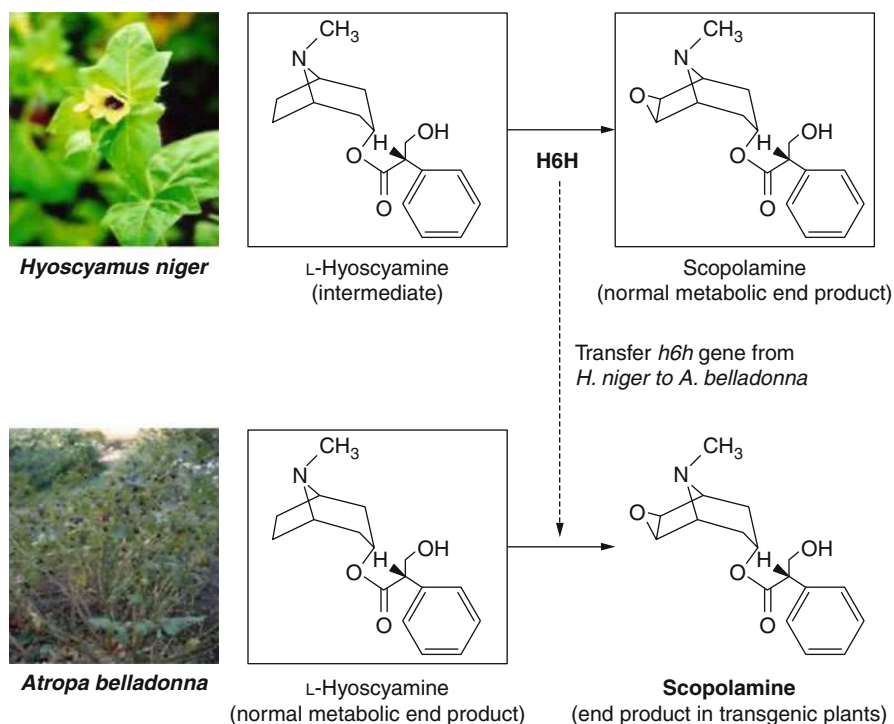 CH3
N
H
OH
O
O
Hyoscyamus niger
L-Hyoscyamine
(intermediate)
H6H
CH3
N
O
H
OH
O
O
Scopolamine
(normal metabolic end product)
Transfer h6h gene from
H. niger to A. belladonna
CH3
N
H
OH
O
O
Atropa belladonna
L-Hyoscyamine
(normal metabolic end product)
CH3
N
O
H
OH
O
O
Scopolamine
(end product in transgenic plants)